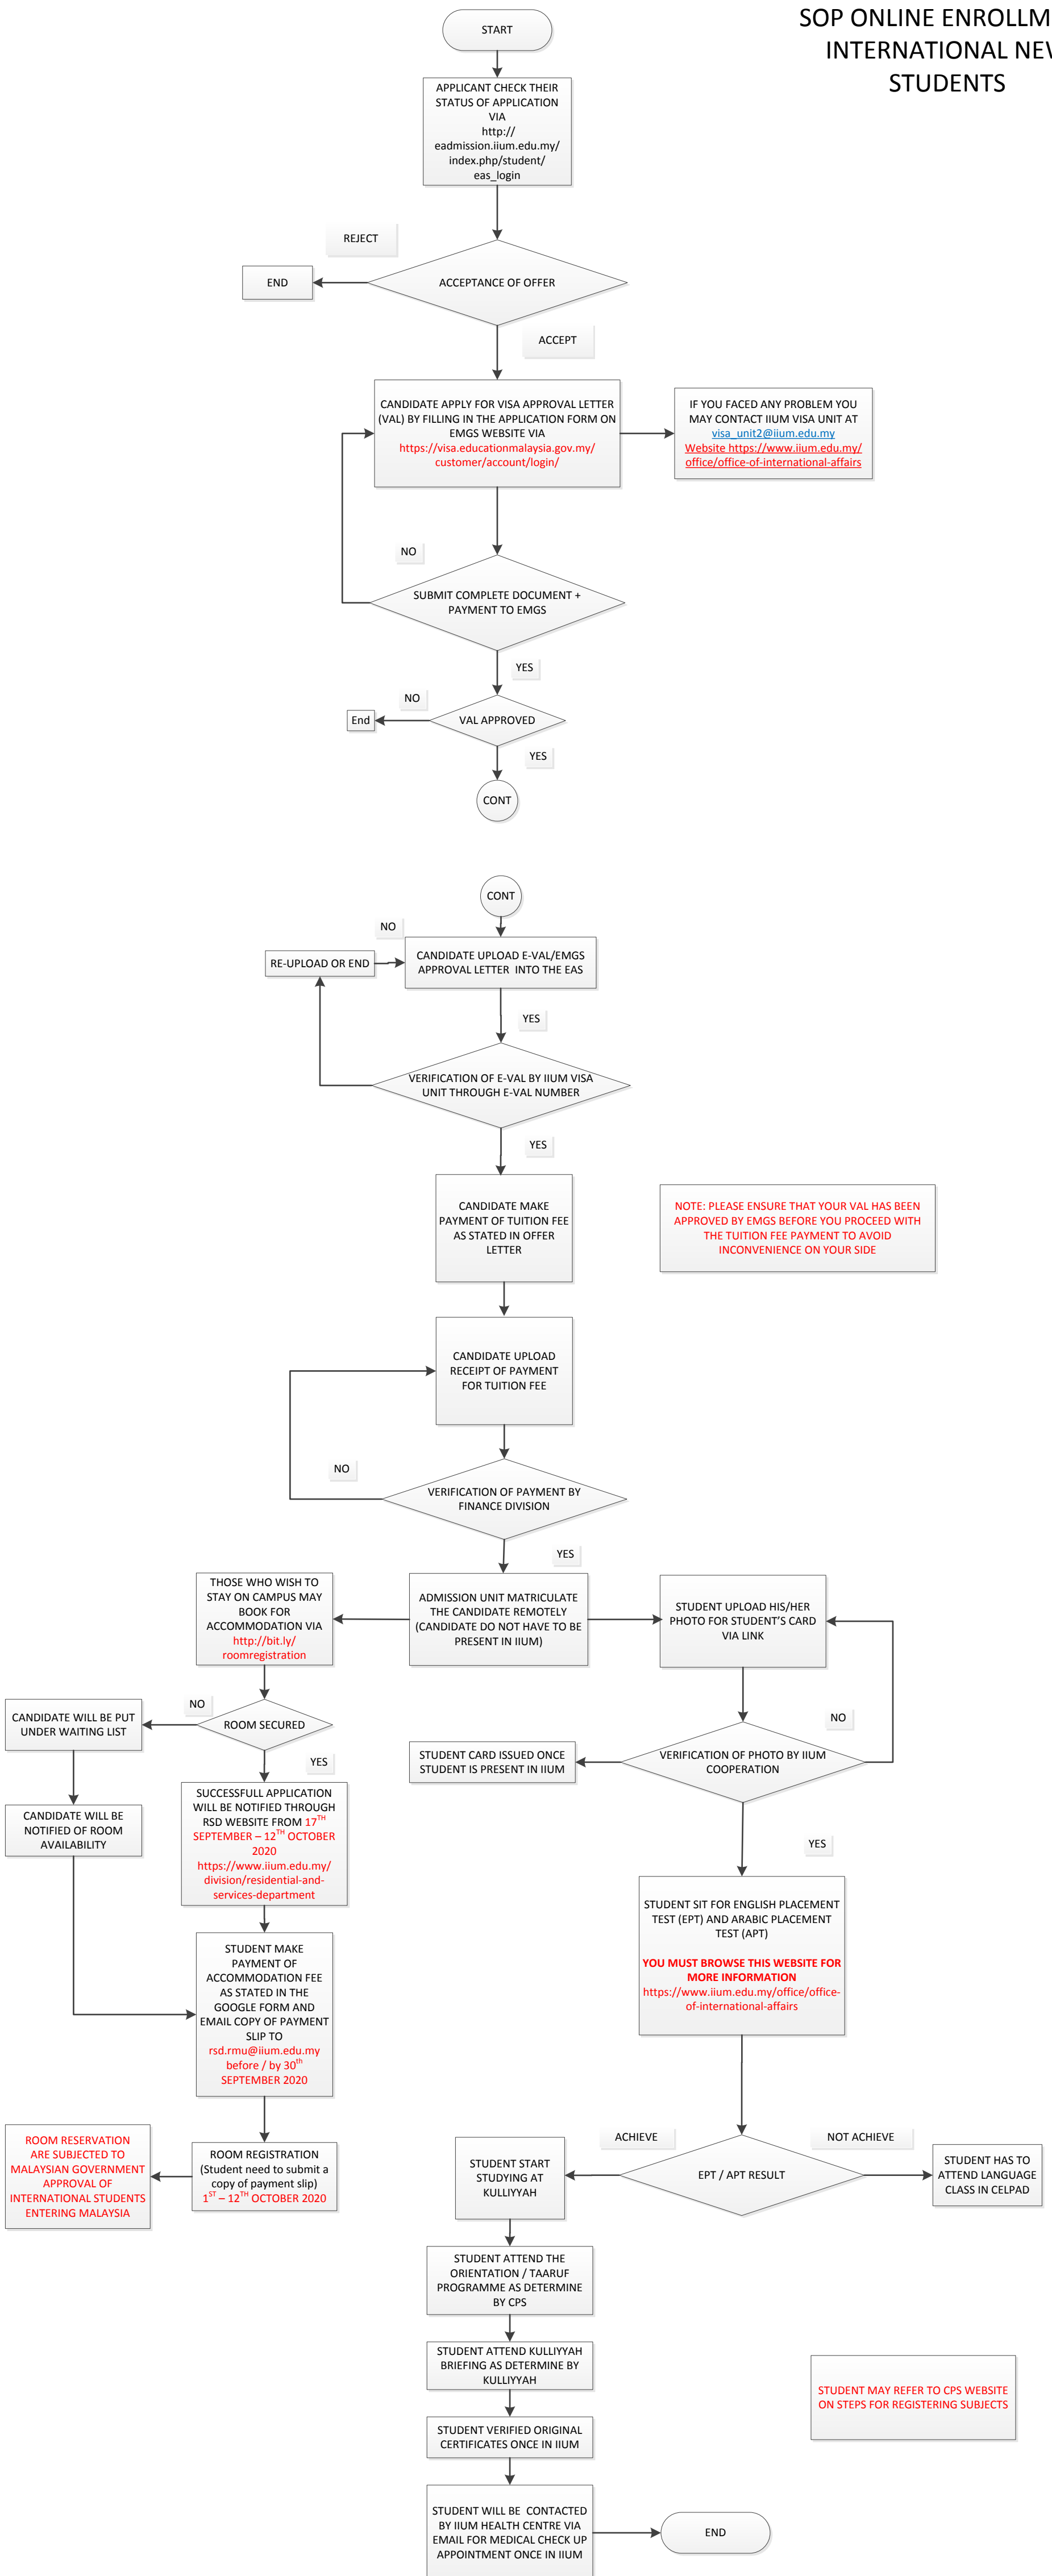 SOP ONLINE ENROLLM
INTERNATIONAL NEW
STUDENTS
START
APPLICANT CHECK THEIR
STATUS OF APPLICATION
VIA
http://
eadmission.iium.edu.my/
index.php/student/
eas_login
REJECT
END
ACCEPTANCE OF OFFER
ACCEPT
CANDIDATE APPLY FOR VISA APPROVAL LETTER
(VAL) BY FILLING IN THE APPLICATION FORM ON
EMGS WEBSITE VIA
https://visa.educationmalaysia.gov.my/
customer/account/login/
IF YOU FACED ANY PROBLEM YOU
MAY CONTACT IIUM VISA UNIT AT
visa_unit2@iium.edu.my
Website https://www.iium.edu.my/
office/office-of-international-affairs
NO
SUBMIT COMPLETE DOCUMENT +
PAYMENT TO EMGS
YES
NO
End
VAL APPROVED
YES
CONT
CONT
NO
RE-UPLOAD OR END
CANDIDATE UPLOAD E-VAL/EMGS
APPROVAL LETTER INTO THE EAS
YES
VERIFICATION OF E-VAL BY IIUM VISA
UNIT THROUGH E-VAL NUMBER
YES
CANDIDATE MAKE
PAYMENT OF TUITION FEE
AS STATED IN OFFER
LETTER
NOTE: PLEASE ENSURE THAT YOUR VAL HAS BEEN
APPROVED BY EMGS BEFORE YOU PROCEED WITH
THE TUITION FEE PAYMENT TO AVOID
INCONVENIENCE ON YOUR SIDE
CANDIDATE UPLOAD
RECEIPT OF PAYMENT
FOR TUITION FEE
NO
VERIFICATION OF PAYMENT BY
FINANCE DIVISION
YES
THOSE WHO WISH TO
STAY ON CAMPUS MAY
BOOK FOR
ACCOMMODATION VIA
http://bit.ly/
roomregistration
ADMISSION UNIT MATRICULATE
THE CANDIDATE REMOTELY
(CANDIDATE DO NOT HAVE TO BE
PRESENT IN IIUM)
STUDENT UPLOAD HIS/HER
PHOTO FOR STUDENT'S CARD
VIA LINK
NO
CANDIDATE WILL BE PUT
UNDER WAITING LIST
ROOM SECURED
YES
NO
STUDENT CARD ISSUED ONCE
STUDENT IS PRESENT IN IIUM
VERIFICATION OF PHOTO BY IIUM
COOPERATION
YES
CANDIDATE WILL BE
NOTIFIED OF ROOM
AVAILABILITY
SUCCESSFULL APPLICATION
WILL BE NOTIFIED THROUGH
RSD WEBSITE FROM 17TH
SEPTEMBER – 12TH OCTOBER
2020
https://www.iium.edu.my/
division/residential-and-
services-department
STUDENT SIT FOR ENGLISH PLACEMENT
TEST (EPT) AND ARABIC PLACEMENT
TEST (APT)
YOU MUST BROWSE THIS WEBSITE FOR
MORE INFORMATION
https://www.iium.edu.my/office/office-
of-international-affairs
STUDENT MAKE
PAYMENT OF
ACCOMMODATION FEE
AS STATED IN THE
GOOGLE FORM AND
EMAIL COPY OF PAYMENT
SLIP TO
rsd.rmu@iium.edu.my
before / by 30th
SEPTEMBER 2020
ROOM RESERVATION
ARE SUBJECTED TO
MALAYSIAN GOVERNMENT
APPROVAL OF
INTERNATIONAL STUDENTS
ENTERING MALAYSIA
ROOM REGISTRATION
(Student need to submit a
copy of payment slip)
1ST – 12TH OCTOBER 2020
ACHIEVE
NOT ACHIEVE
STUDENT START
STUDYING AT
KULLIYYAH
EPT / APT RESULT
STUDENT HAS TO
ATTEND LANGUAGE
CLASS IN CELPAD
STUDENT ATTEND THE
ORIENTATION / TAARUF
PROGRAMME AS DETERMINE
BY CPS
STUDENT ATTEND KULLIYYAH
BRIEFING AS DETERMINE BY
KULLIYYAH
STUDENT MAY REFER TO CPS WEBSITE
ON STEPS FOR REGISTERING SUBJECTS
STUDENT VERIFIED ORIGINAL
CERTIFICATES ONCE IN IIUM
STUDENT WILL BE CONTACTED
BY IIUM HEALTH CENTRE VIA
EMAIL FOR MEDICAL CHECK UP
APPOINTMENT ONCE IN IIUM
END